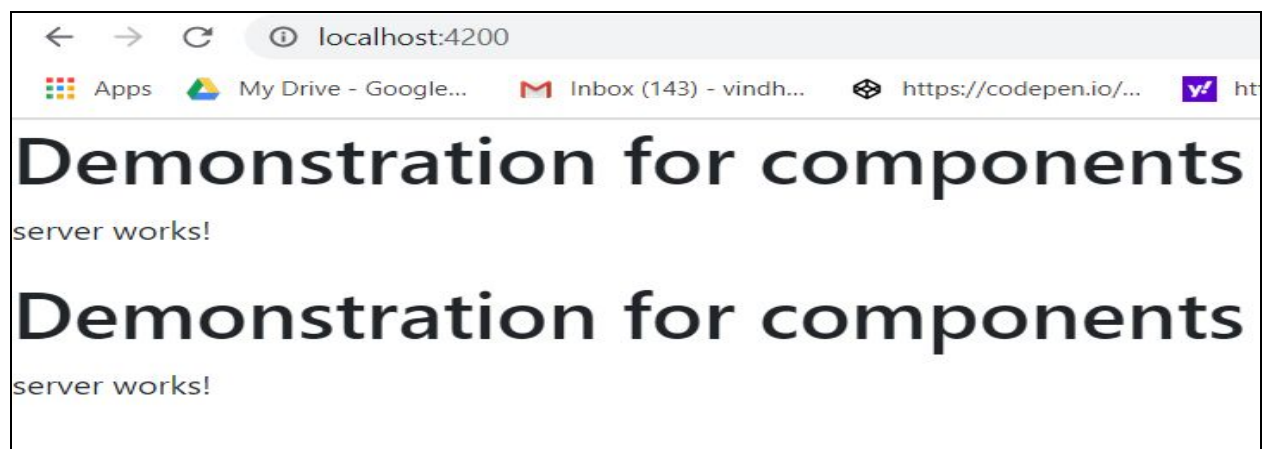 localhost:4200
Apps My Drive - Google... Inbox (143) - vindh... https://codepen.io/... y! ht
Demonstration for components
server works!
Demonstration for components
server works!